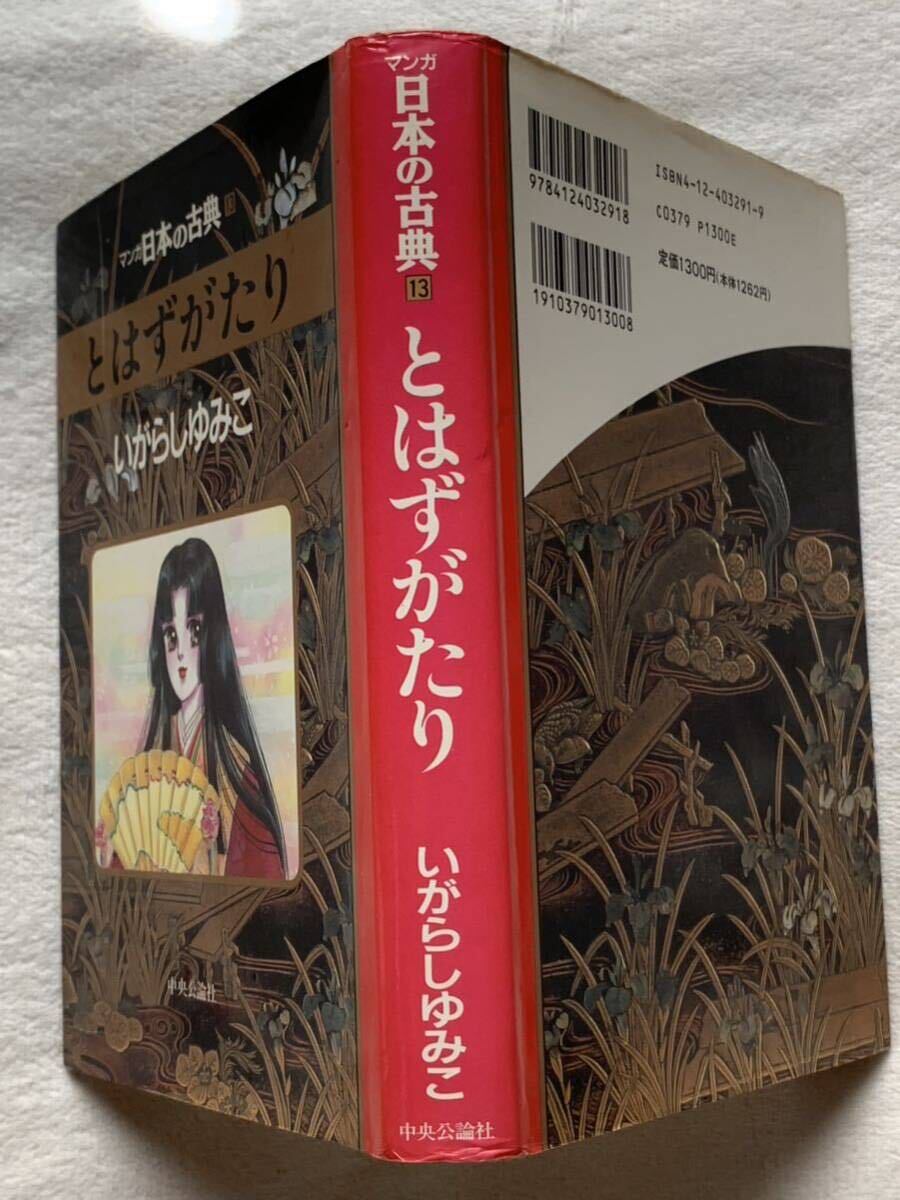 マンガ日本の古典 13
とはずがたり
いがらしゆみこ
中央公論社
マンガ
日本の古典
13
とはずがたり
いがらしゆみこ
中央公論社
9784124032918
1910379013008
ISBN4-12-403291-9
C0379 P1300E
定価1300円(本体1262円)